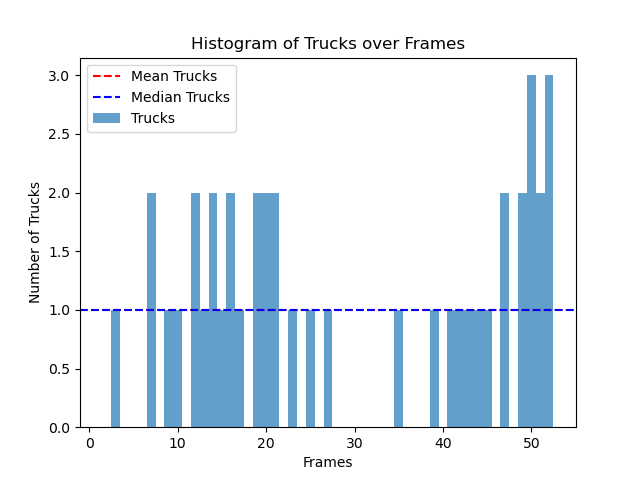 Histogram of Trucks over Frames
Mean Trucks
Median Trucks
Trucks
Number of Trucks
3.0
2.5
2.0
1.5
1.0
0.5
0.0
0 10 20 30 40 50
Frames